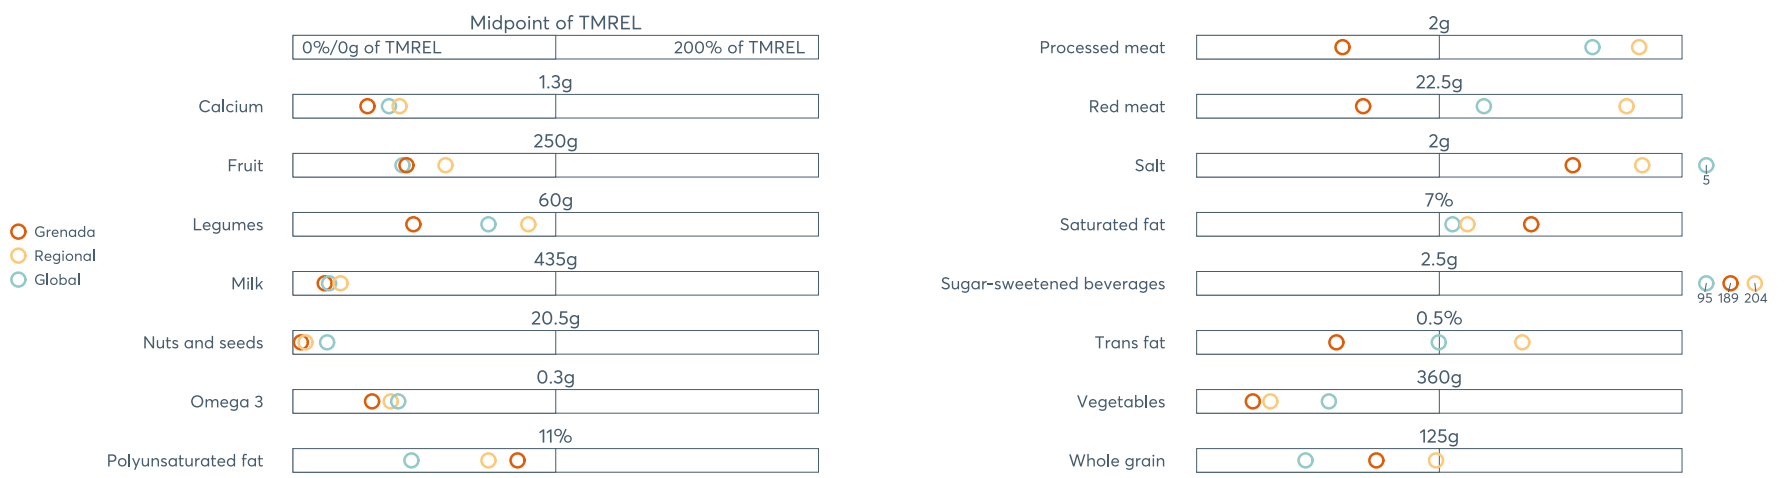 Midpoint of TMREL
0%/0g of TMREL 200% of TMREL
1.3g
Calcium
250g
Fruit
60g
Legumes
435g
Milk
20.5g
Nuts and seeds
0.3g
Omega 3
11%
Polyunsaturated fat
Grenada
Regional
Global
2g
Processed meat
22.5g
Red meat
2g
Salt
5
7%
Saturated fat
2.5g
Sugar-sweetened beverages
95 189 204
0.5%
Trans fat
360g
Vegetables
125g
Whole grain